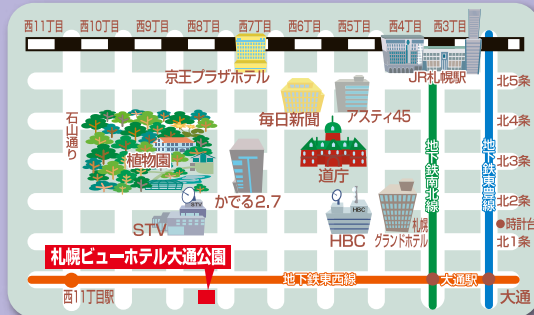 西11丁目 西10丁目 西9丁目 西8丁目 西7丁目 西6丁目 西5丁目 西4丁目 西3丁目
京王プラザホテル
JR札幌駅
北5条
毎日新聞
アスティ45
石山通り
北4条
植物園
道庁
地下鉄南北線
地下鉄東豊線
北3条
かでる2.7
STV
STV
HBC
HBC
札幌
グランドホテル
北2条
時計台
北1条
札幌ビューホテル大通公園
地下鉄東西線
大通駅
西11丁目駅
大通